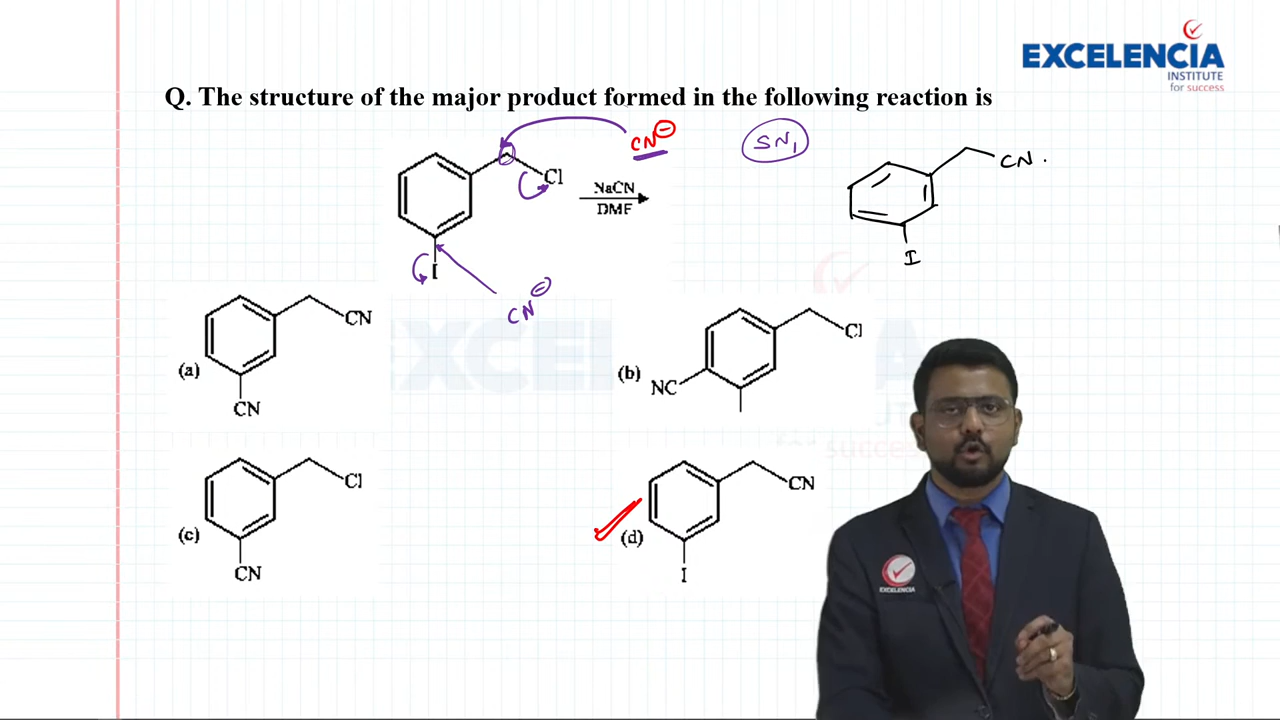 EXCELENCIA
INSTITUTE
for success
Q. The structure of the major product formed in the following reaction is
CN⊖
SN1
Cl
NaCN
DMF
I
CN⊖
CN.
I
(a)
CN
CN
(b)
Cl
NC
(c)
Cl
CN
(d)
CN
I
EXCELENCIA